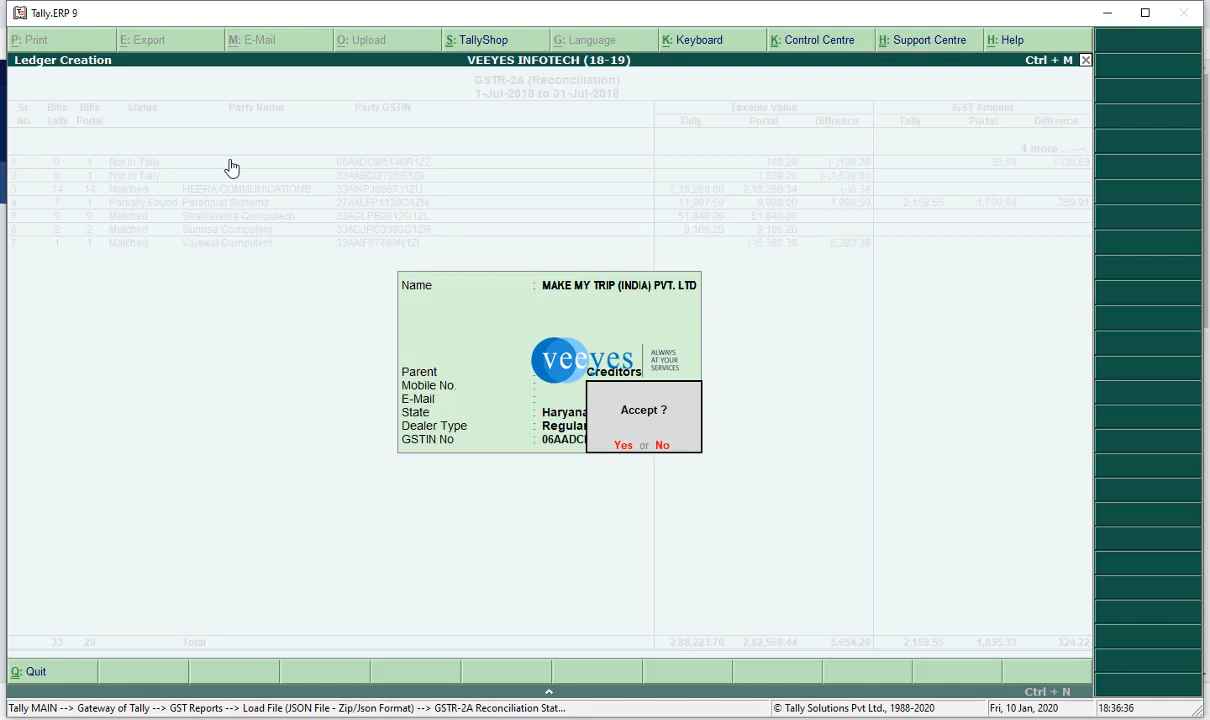 Tally.ERP 9
P: Print E: Export M: E-Mail O: Upload S: TallyShop G: Language K: Keyboard K: Control Centre H: Support Centre H: Help
Ledger Creation VEEYES INFOTECH (18-19) Ctrl + M
GSTR-2A (Reconciliation)
1-Jul-2018 to 31-Jul-2018
Sr. Bills Bills Status Party Name Party GSTIN Taxable Value IGST Amount
No. Tally Portal Tally Portal Diffrence Tally Portal Diffrence
4 more ... →
1 0 1 Not In Tally 198.28 (-)198.28 35.69 (-)35.69
2 0 1 Not In Tally 1,539.00 (-)1,539.00
3 14 14 Matched HEERA COMMUNICATIONS 2,15,280.00 2,15,280.34 (-)0.34
4 7 1 Partially Found Perennial Systems 11,997.50 9,998.00 2,159.55 1,799.64 359.91
5 9 9 Matched Shailbhadra Computech 51,840.00 51,840.00
6 2 2 Matched Sunrise Computers 9,106.20 9,106.20
7 1 1 Matched Vajawat Computers (-)5,392.30 5,392.30
Name : MAKE MY TRIP (INDIA) PVT. LTD
veeyes ALWAYS AT YOUR SERVICES
Parent : Creditors
Mobile No. :
E-Mail :
State : Haryana
Dealer Type : Regular
GSTIN No : 06AADCI
Accept ?
Yes or No
33 29 Total 2,88,223.70 2,82,569.44 5,654.26 2,159.55 1,835.33 324.22
Q: Quit
Ctrl + N
Tally MAIN --> Gateway of Tally --> GST Reports --> Load File (JSON File - Zip/Json Format) --> GSTR-2A Reconciliation Stat... © Tally Solutions Pvt Ltd., 1988-2020 Fri, 10 Jan, 2020 18:36:36